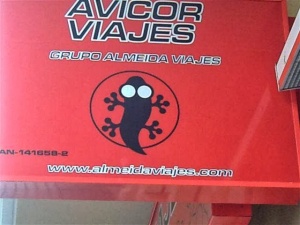 AVICOR
VIAJES
GRUPO ALMEIDA VIAJES
AN-141658-2
www.almeidaviajes.com